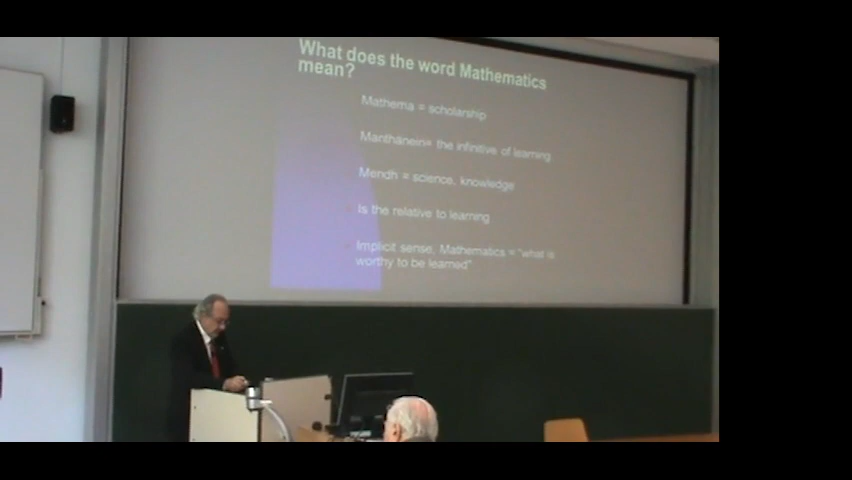 What does the word Mathematics
mean?
Mathema = scholarship
Manthánein= the infinitive of learning
Mendh = science, knowledge
Is the relative to learning
Implicit sense, Mathematics = "what is
worthy to be learned"